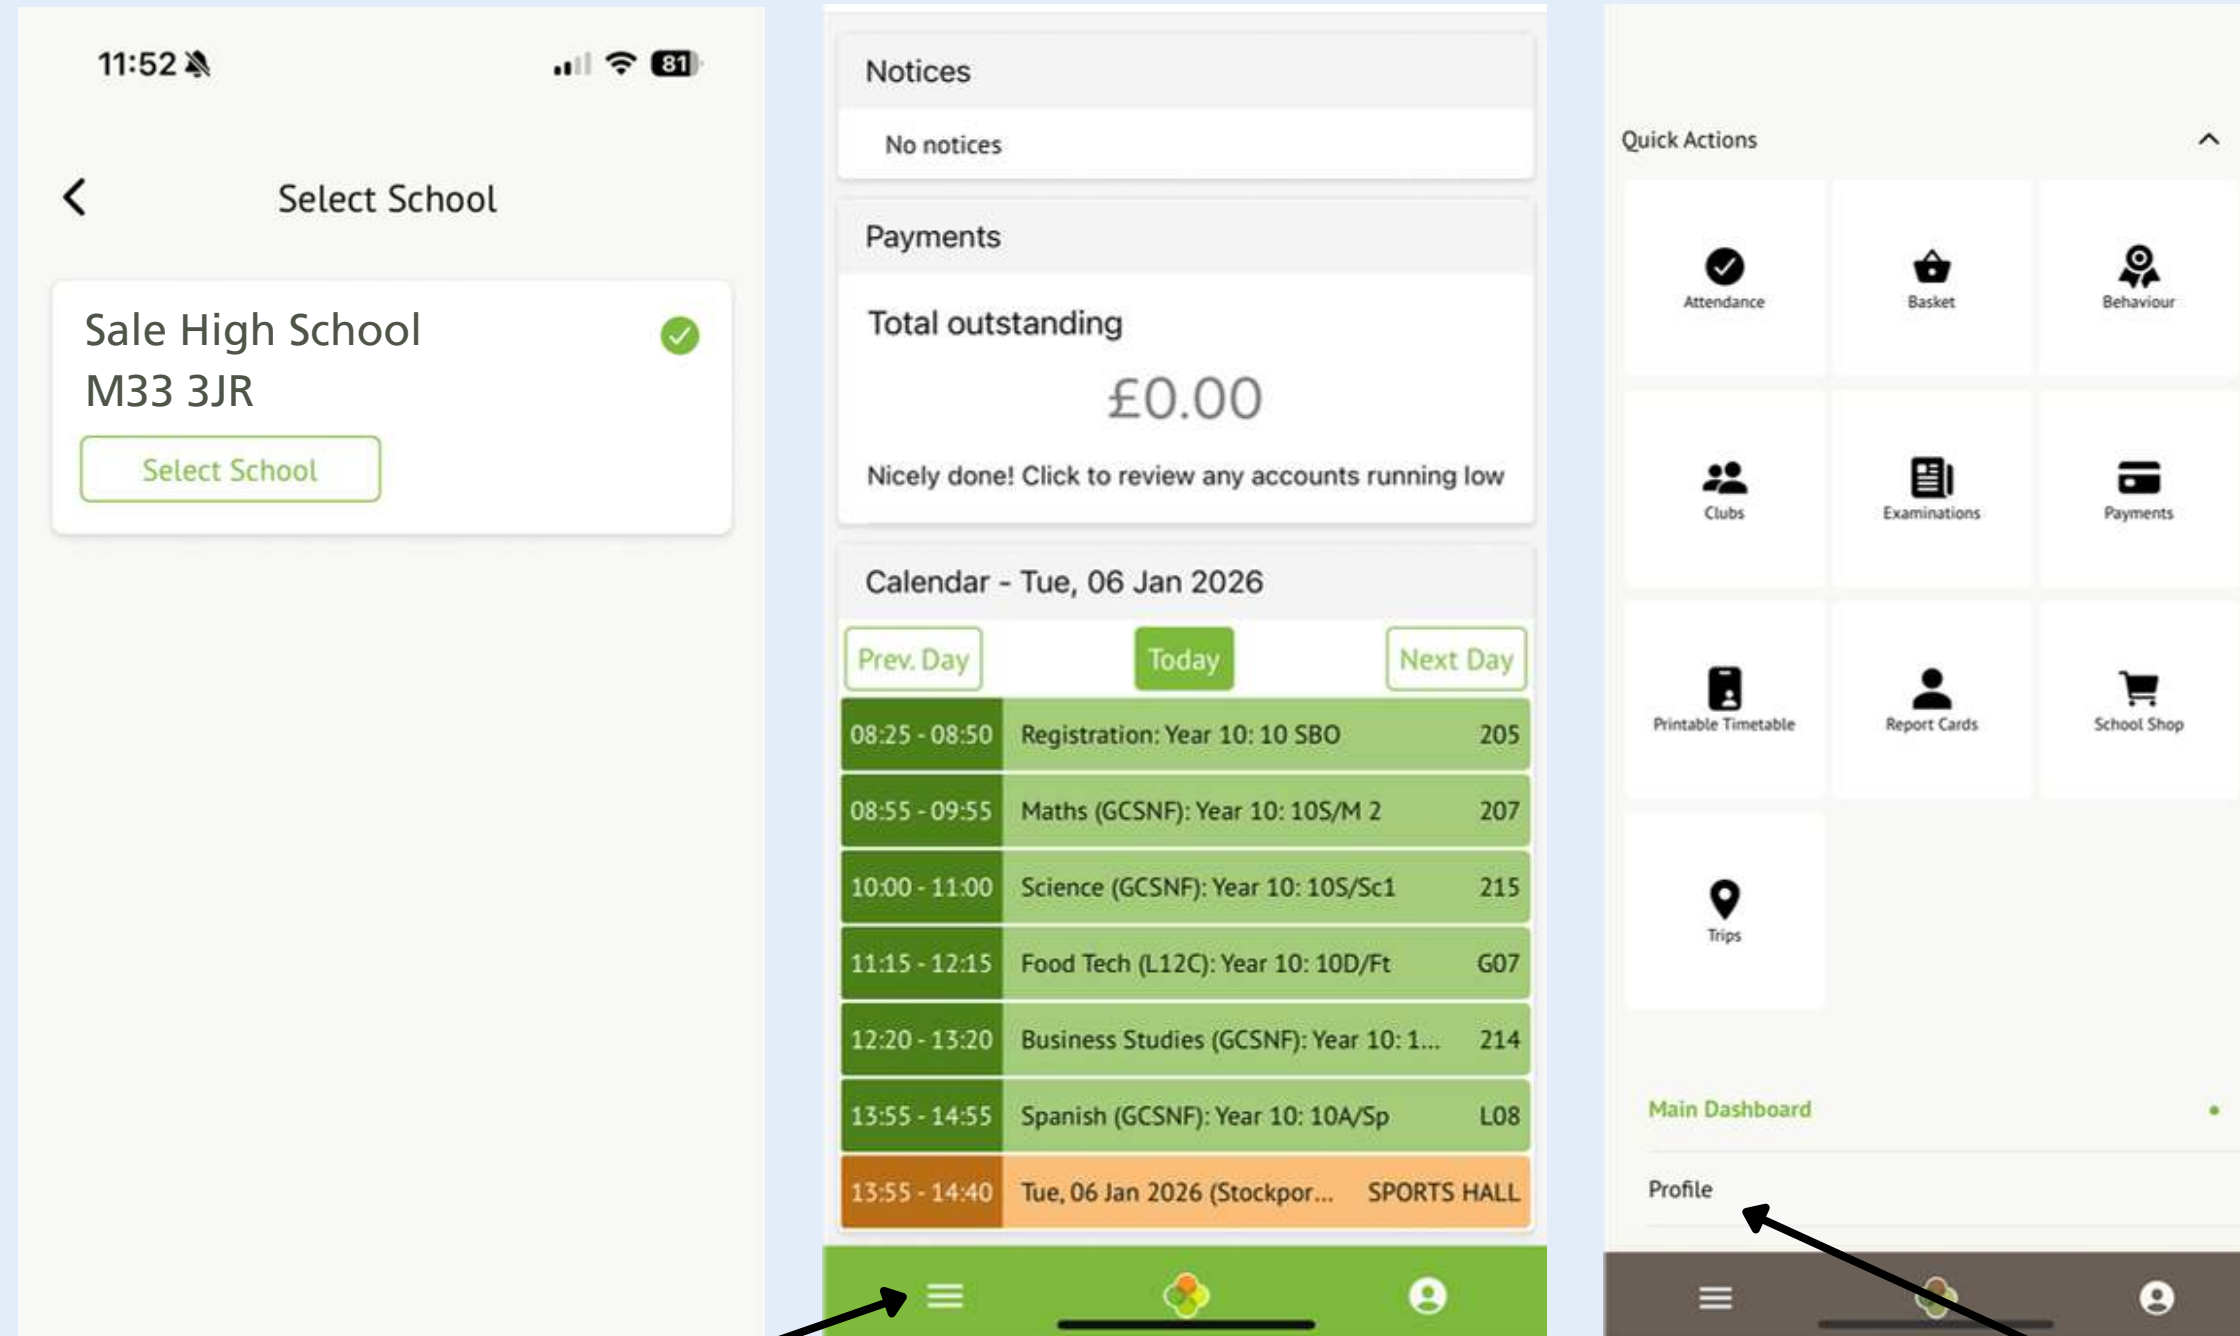 11:52
81
Select School
Sale High School
M33 3JR
Select School
Notices
No notices
Payments
Total outstanding
£0.00
Nicely done! Click to review any accounts running low
Calendar - Tue, 06 Jan 2026
Prev. Day Today Next Day
08:25 - 08:50 Registration: Year 10: 10 SBO 205
08:55 - 09:55 Maths (GCSNF): Year 10: 10S/M 2 207
10:00 - 11:00 Science (GCSNF): Year 10: 10S/Sc1 215
11:15 - 12:15 Food Tech (L12C): Year 10: 10D/Ft G07
12:20 - 13:20 Business Studies (GCSNF): Year 10: 1... 214
13:55 - 14:55 Spanish (GCSNF): Year 10: 10A/Sp L08
13:55 - 14:40 Tue, 06 Jan 2026 (Stockpor... SPORTS HALL
Quick Actions
Attendance Basket Behaviour
Clubs Examinations Payments
Printable Timetable Report Cards School Shop
Trips
Main Dashboard
Profile